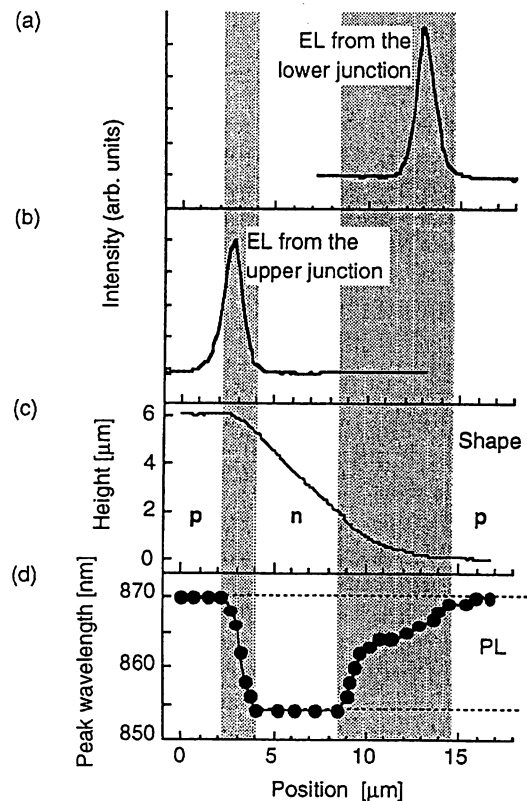 (a)
EL from the
lower junction
Intensity (arb. units)
(b)
EL from the
upper junction
(c)
Height [μm]
6
4
2
0
Shape
p
n
p
(d)
Peak wavelength [nm]
870
860
850
PL
0
5
10
15
Position [μm]